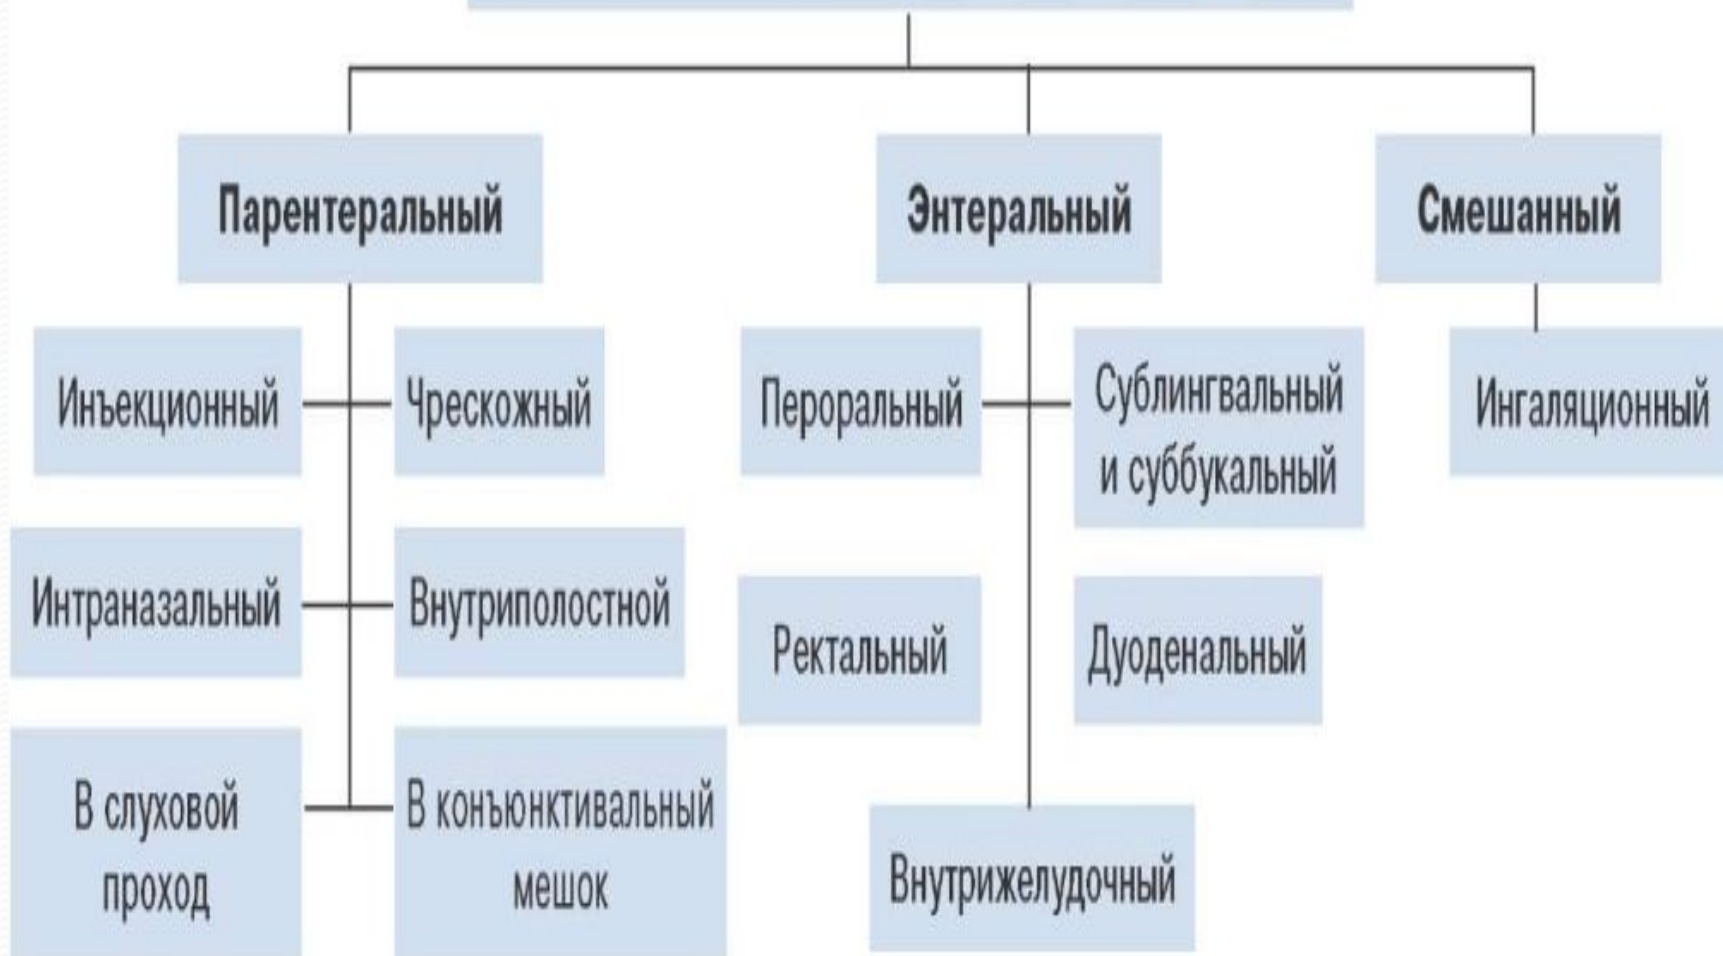 Парентеральный
Энтеральный
Смешанный
Инъекционный
Чрескожный
Пероральный
Сублингвальный
и суббукальный
Ингаляционный
Интраназальный
Внутриполостной
Ректальный
Дуоденальный
В слуховой
проход
В конъюнктивальный
мешок
Внутрижелудочный